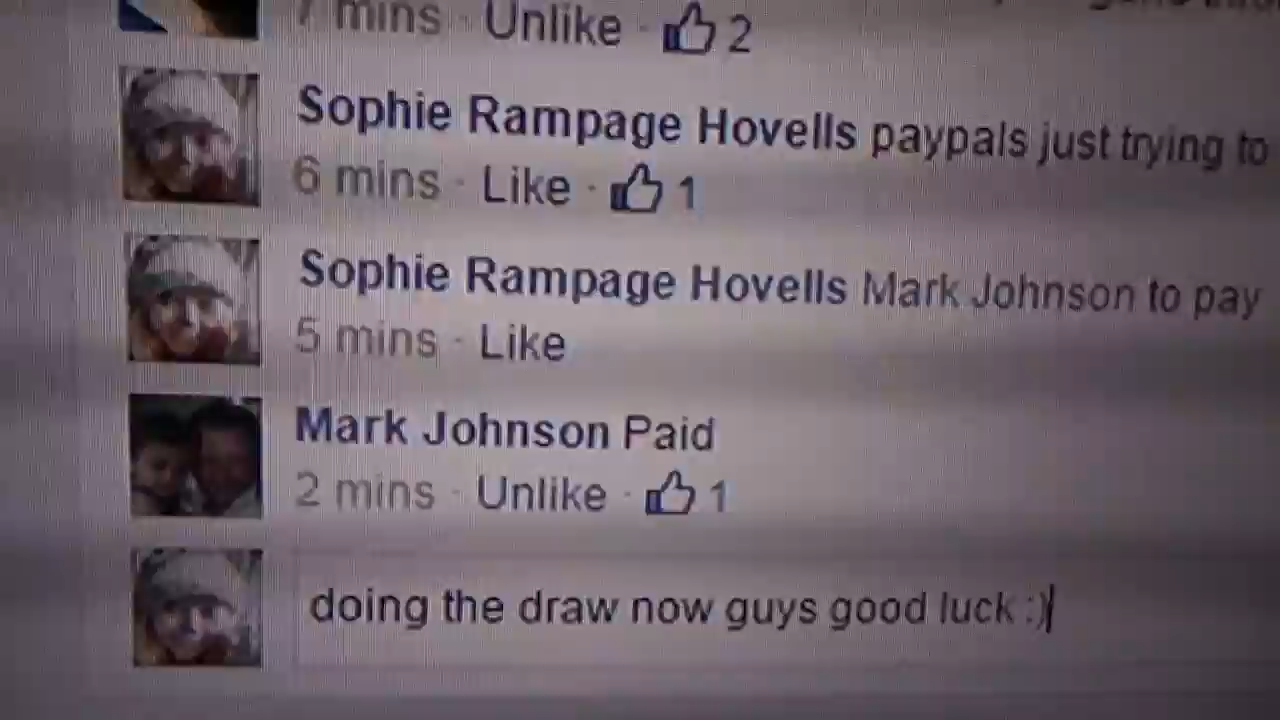 7 mins · Unlike · 2
Sophie Rampage Hovells paypals just trying to
6 mins · Like · 1
Sophie Rampage Hovells Mark Johnson to pay
5 mins · Like
Mark Johnson Paid
2 mins · Unlike · 1
doing the draw now guys good luck :)